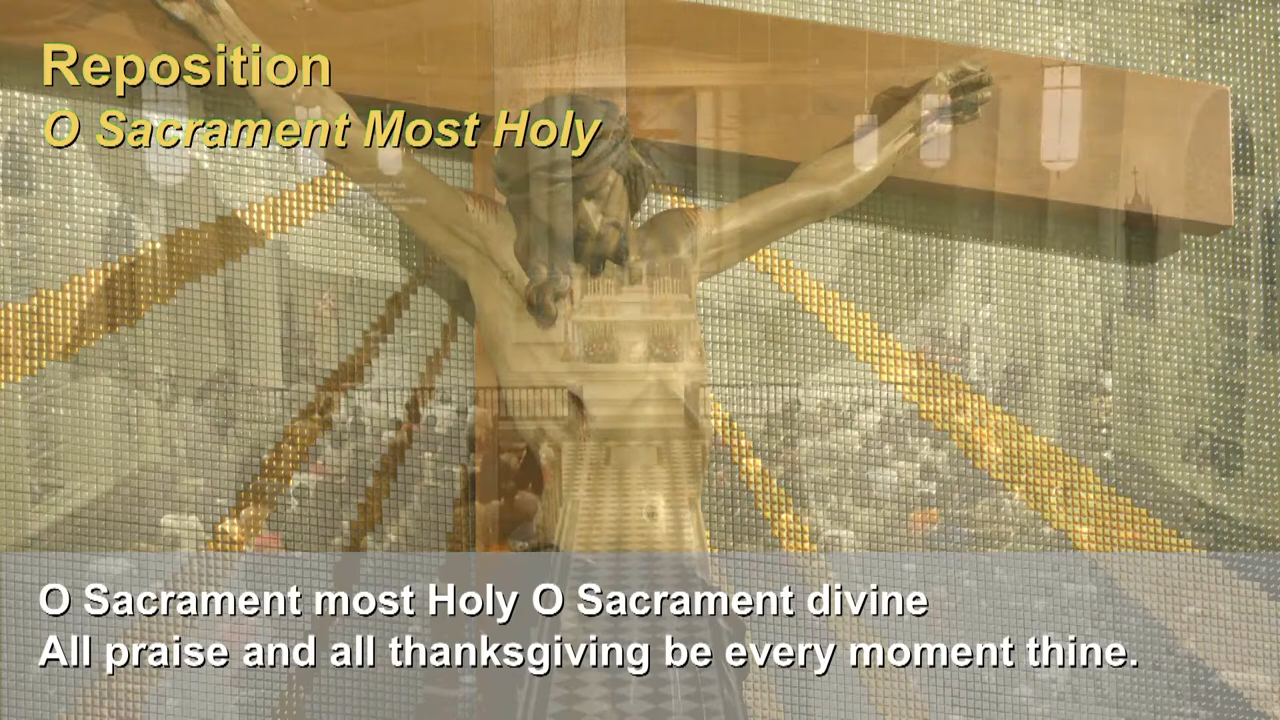 Reposition
O Sacrament Most Holy
O Sacrament most Holy O Sacrament divine
All praise and all thanksgiving be every moment thine.